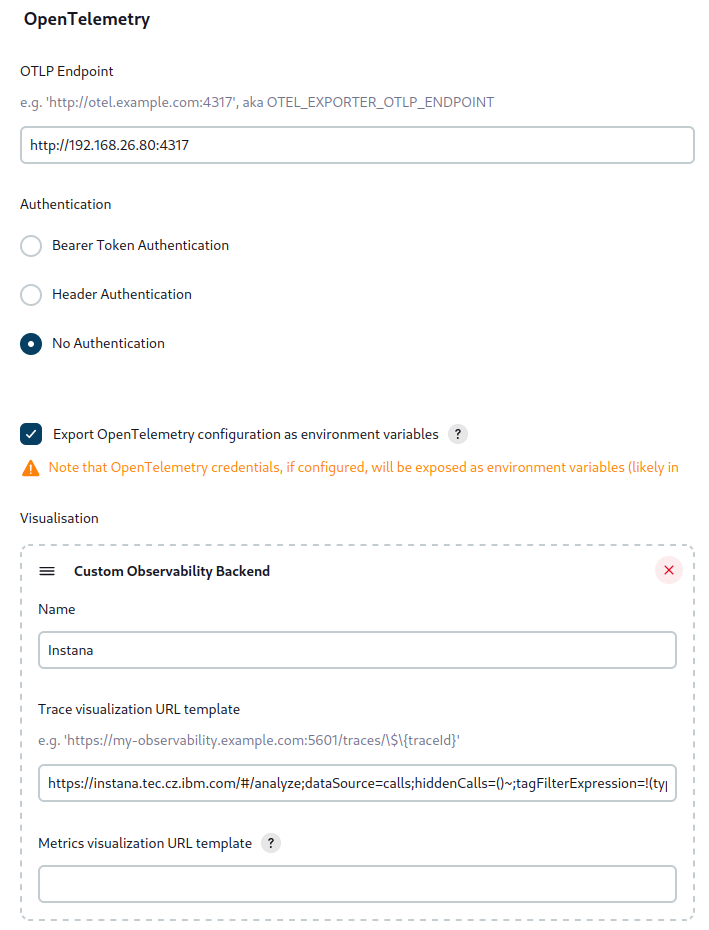 OpenTelemetry
OTLP Endpoint
e.g. 'http://otel.example.com:4317', aka OTEL_EXPORTER_OTLP_ENDPOINT
http://192.168.26.80:4317
Authentication
Bearer Token Authentication
Header Authentication
No Authentication
Export OpenTelemetry configuration as environment variables ?
Note that OpenTelemetry credentials, if configured, will be exposed as environment variables (likely in
Visualisation
Custom Observability Backend
Name
Instana
Trace visualization URL template
e.g. 'https://my-observability.example.com:5601/traces/\$\{traceId}'
https://instana.tec.cz.ibm.com/#/analyze;dataSource=calls;hiddenCalls=()~;tagFilterExpression=!(typ
Metrics visualization URL template ?